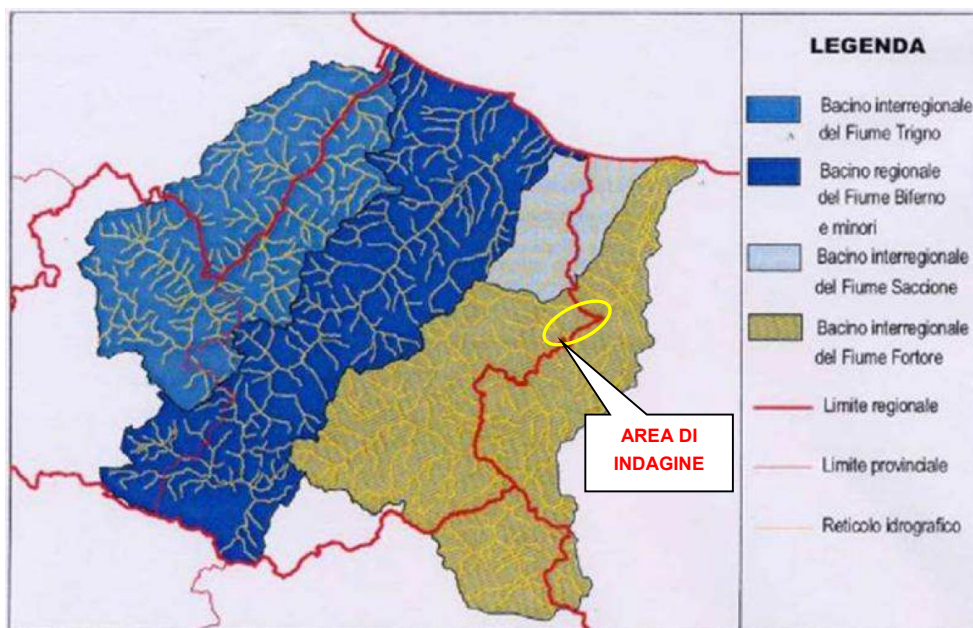 LEGENDA
Bacino interregionale
del Fiume Trigno
Bacino regionale
del Fiume Biferno
e minori
Bacino interregionale
del Fiume Saccione
Bacino interregionale
del Fiume Fortore
Limite regionale
Limite provinciale
Reticolo idrografico
AREA DI
INDAGINE